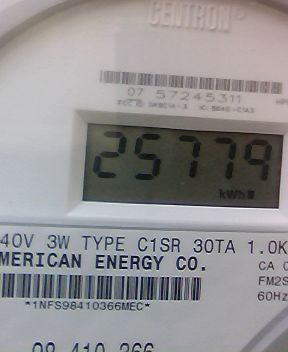 CENTRON®
07 57245311
25779
kWh
40V 3W TYPE C1SR 30TA 1.0K
MERICAN ENERGY CO.
CA 0
FM2S
*1NFS98410366MEC*
60Hz
98 410 366